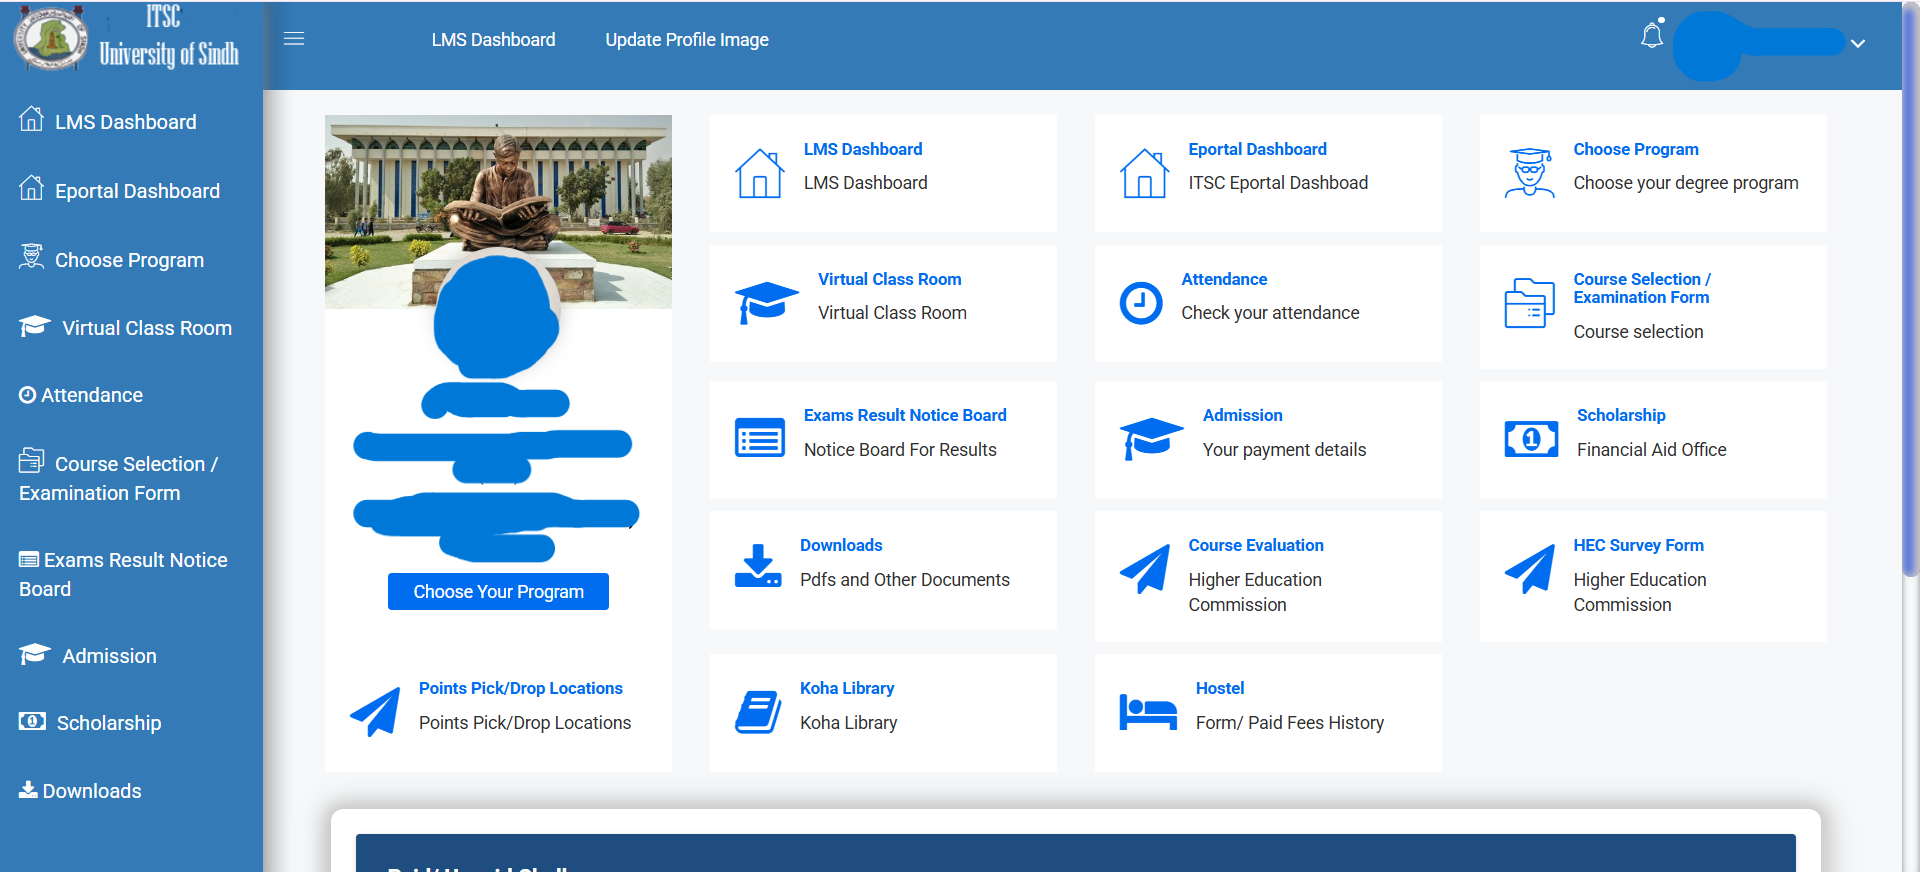 ITSC
University of Sindh
LMS Dashboard
Update Profile Image
LMS Dashboard
Eportal Dashboard
Choose Program
Virtual Class Room
Attendance
Course Selection /
Examination Form
Exams Result Notice
Board
Admission
Scholarship
Downloads
Choose Your Program
LMS Dashboard
LMS Dashboard
Eportal Dashboard
ITSC Eportal Dashboad
Choose Program
Choose your degree program
Virtual Class Room
Virtual Class Room
Attendance
Check your attendance
Course Selection /
Examination Form
Course selection
Exams Result Notice Board
Notice Board For Results
Admission
Your payment details
Scholarship
Financial Aid Office
Downloads
Pdfs and Other Documents
Course Evaluation
Higher Education
Commission
HEC Survey Form
Higher Education
Commission
Points Pick/Drop Locations
Points Pick/Drop Locations
Koha Library
Koha Library
Hostel
Form/ Paid Fees History